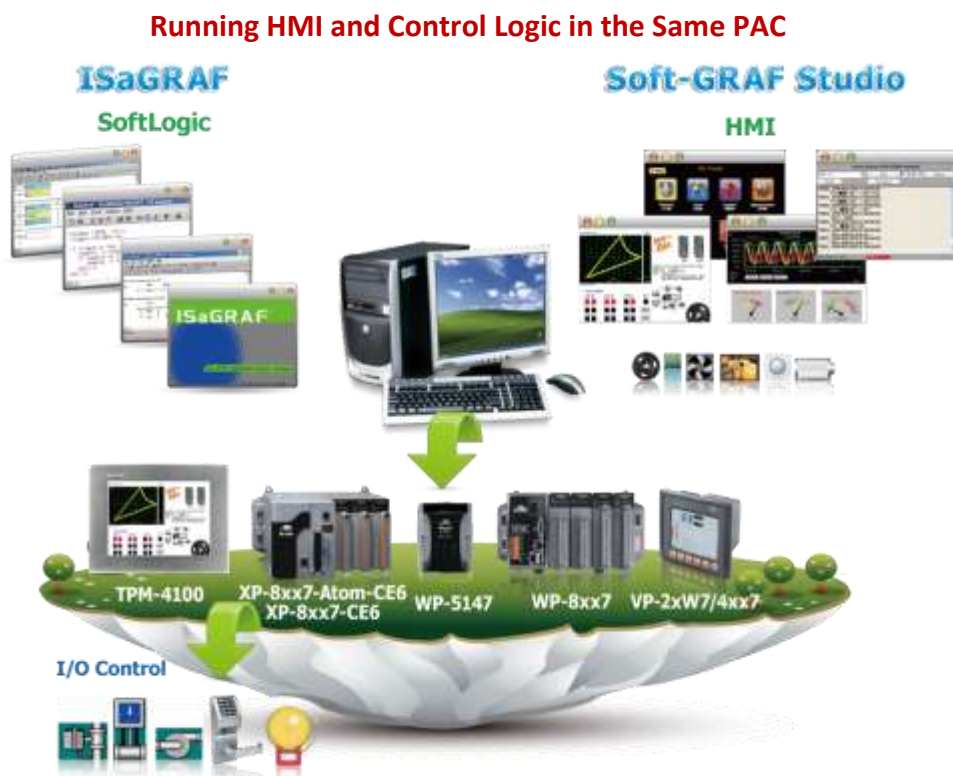 Running HMI and Control Logic in the Same PAC
ISaGRAF
Soft-GRAF Studio
SoftLogic
HMI
ISaGRAF
TPM-4100
XP-8xx7-Atom-CE6
XP-8xx7-CE6
WP-5147
WP-8xx7
VP-2xW7/4xx7
I/O Control